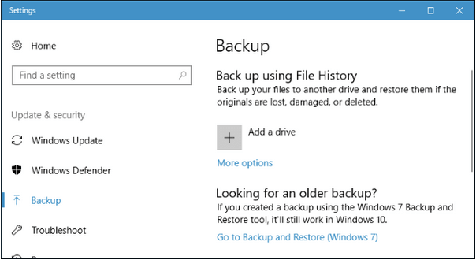 Settings
Home
Find a setting
Update & security
Windows Update
Windows Defender
Backup
Troubleshoot
Backup
Back up using File History
Back up your files to another drive and restore them if the
originals are lost, damaged, or deleted.
Add a drive
More options
Looking for an older backup?
If you created a backup using the Windows 7 Backup and
Restore tool, it'll still work in Windows 10.
Go to Backup and Restore (Windows 7)